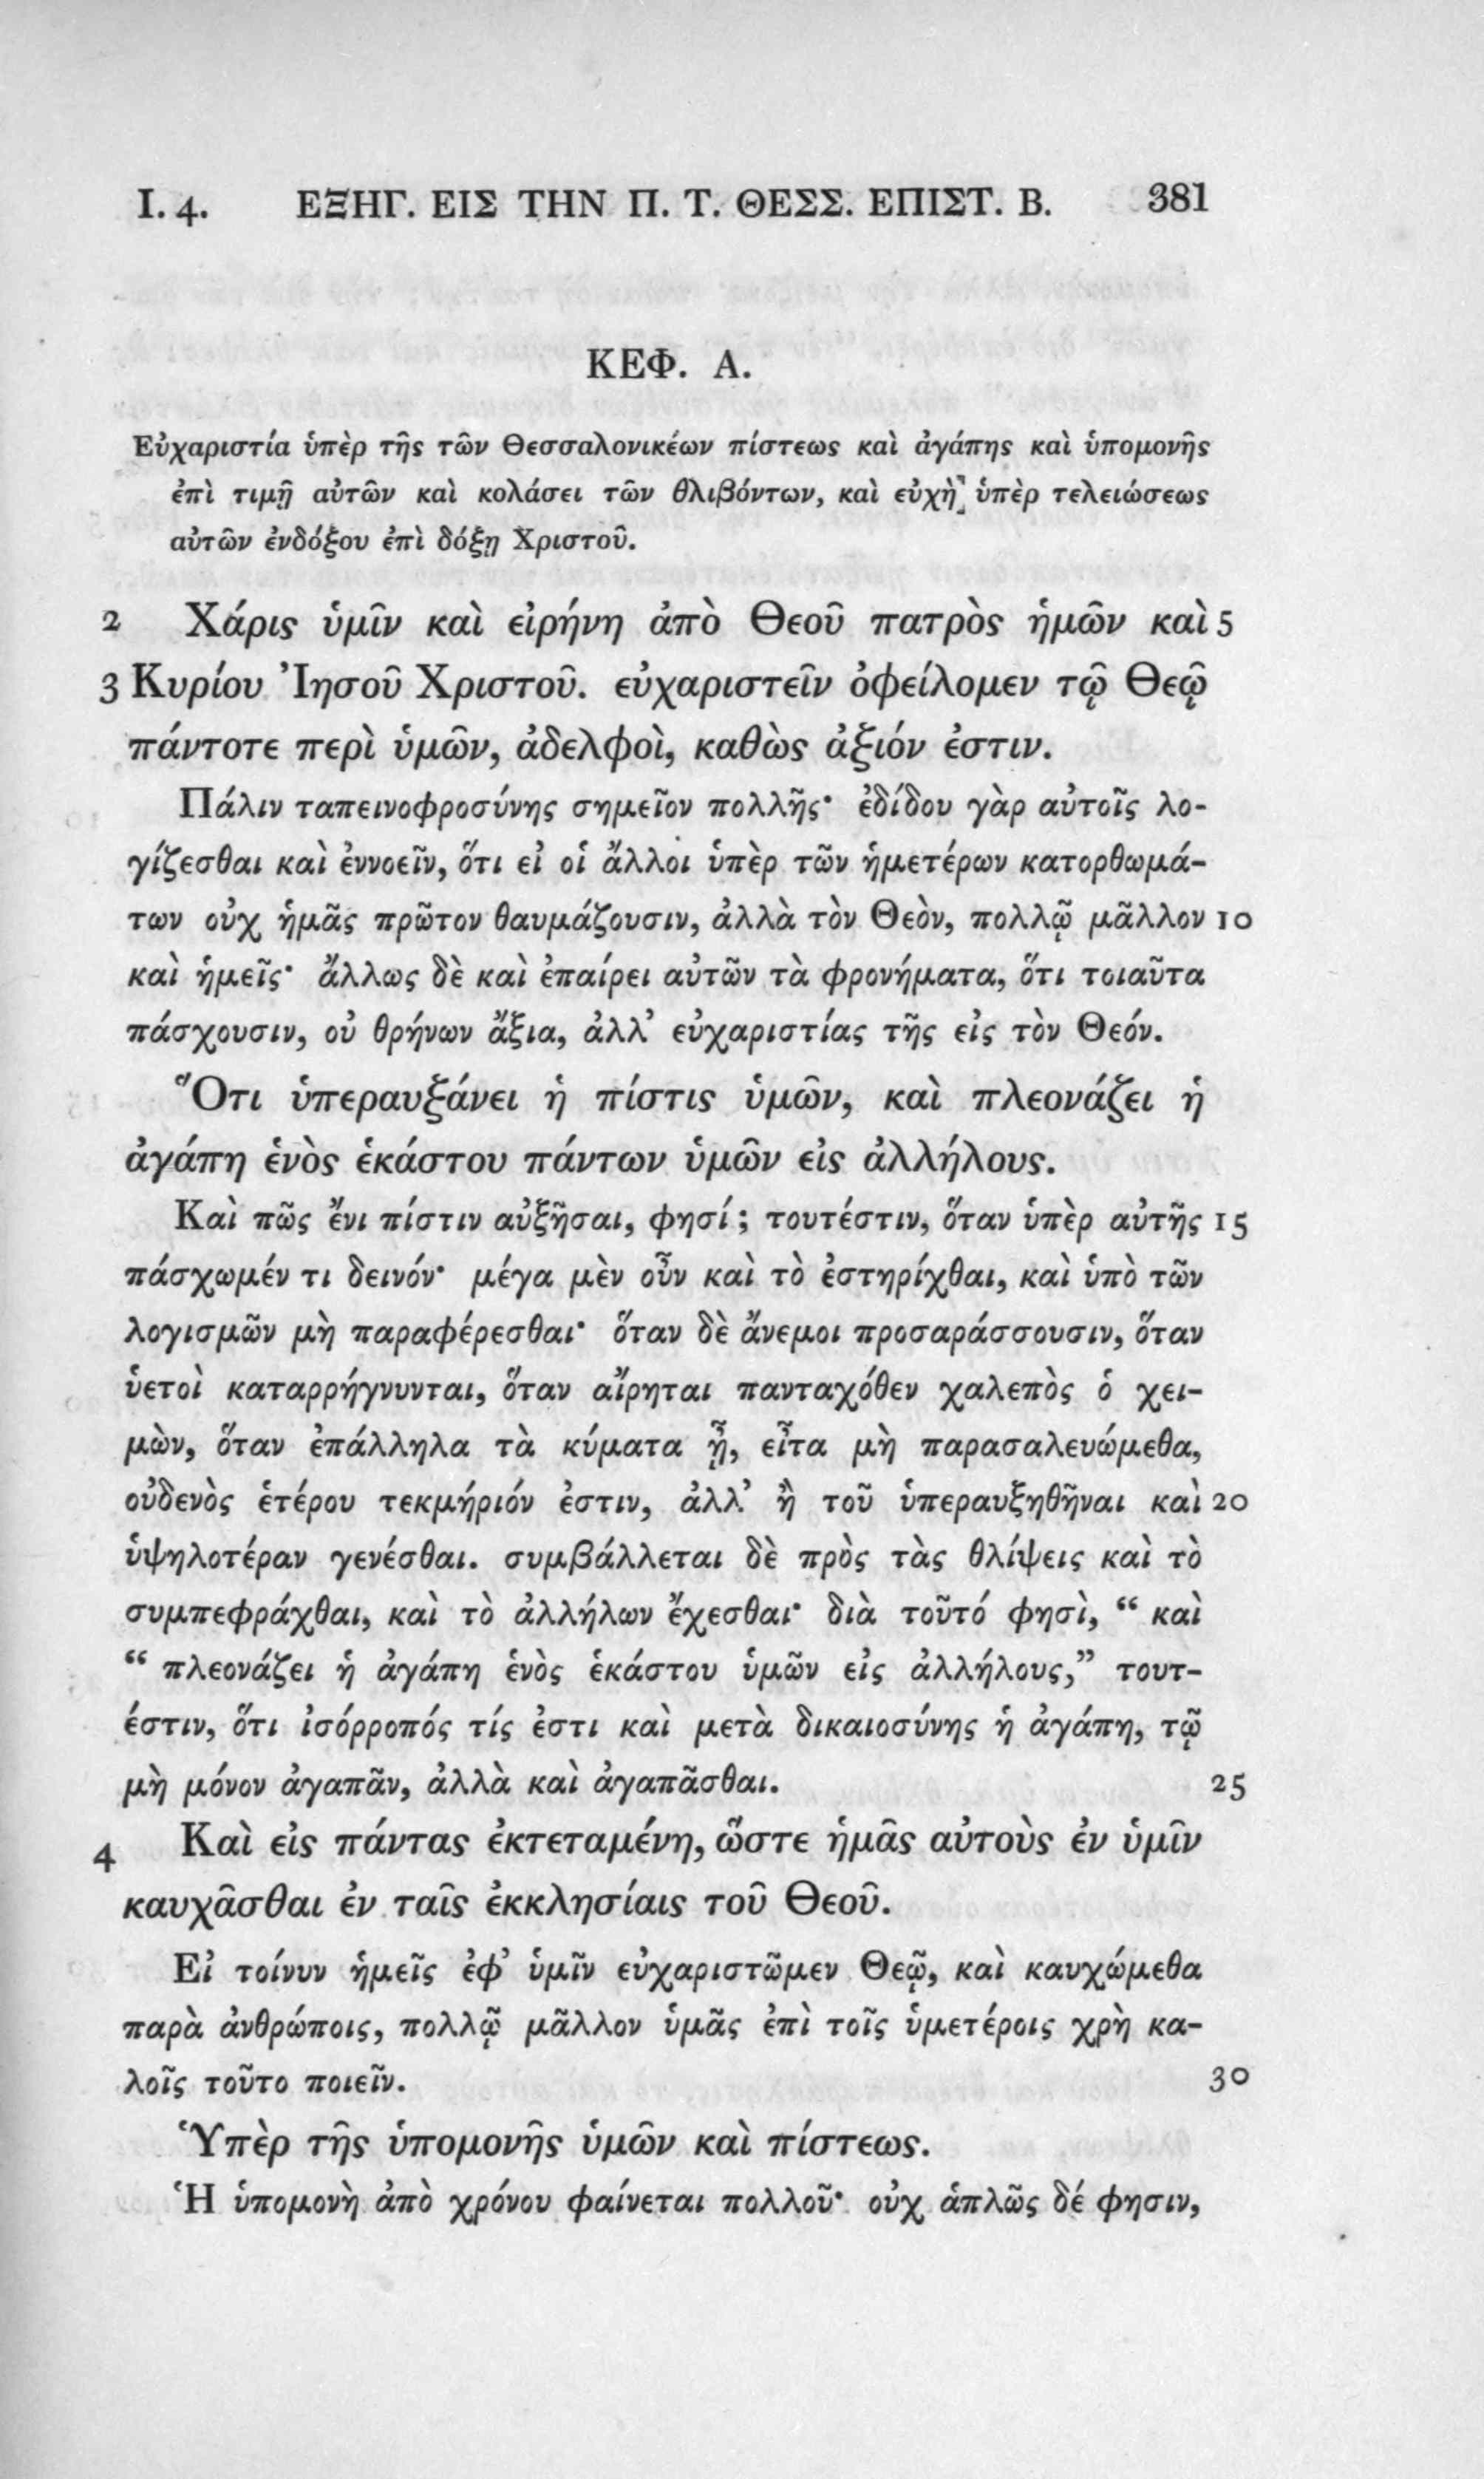 I. 4. ΕΞΗΓ. ΕΙΣ ΤΗΝ Π. Τ. ΘΕΣΣ. ΕΠΙΣΤ. Β. 381
ΚΕΦ. Α.
Εὐχαριστία ὑπὲρ τῆς τῶν Θεσσαλονικέων πίστεως καὶ ἀγάπης καὶ ὑπομονῆς
ἐπὶ τιμῇ αὐτῶν καὶ κολάσει τῶν θλιβόντων, καὶ εὐχὴ ὑπὲρ τελειώσεως
αὐτῶν ἐνδόξου ἐπὶ δόξῃ Χριστοῦ.
2 Χάρις ὑμῖν καὶ εἰρήνη ἀπὸ Θεοῦ πατρὸς ἡμῶν καὶ 5
3 Κυρίου Ἰησοῦ Χριστοῦ. εὐχαριστεῖν ὀφείλομεν τῷ Θεῷ
πάντοτε περὶ ὑμῶν, ἀδελφοὶ, καθὼς ἀξιόν ἐστιν.
Πάλιν ταπεινοφροσύνης σημεῖον πολλῆς· ἐδίδου γὰρ αὐτοῖς λο-
γίζεσθαι καὶ ἐννοεῖν, ὅτι εἰ οἱ ἄλλοι ὑπὲρ τῶν ἡμετέρων κατορθωμά-
των οὐχ ἡμᾶς πρῶτον θαυμάζουσιν, ἀλλὰ τὸν Θεὸν, πολλῷ μᾶλλον 10
καὶ ἡμεῖς· ἄλλως δὲ καὶ ἐπαίρει αὐτῶν τὰ φρονήματα, ὅτι τοιαῦτα
πάσχουσιν, οὐ θρήνων ἄξια, ἀλλ’ εὐχαριστίας τῆς εἰς τὸν Θεόν.
Ὅτι ὑπεραυξάνει ἡ πίστις ὑμῶν, καὶ πλεονάζει ἡ
ἀγάπη ἑνὸς ἑκάστου πάντων ὑμῶν εἰς ἀλλήλους.
Καὶ πῶς ἔνι πίστιν αὐξῆσαι, φησί; τουτέστιν, ὅταν ὑπὲρ αὐτῆς 15
πάσχωμέν τι δεινόν· μέγα μὲν οὖν καὶ τὸ ἐστηρίχθαι, καὶ ὑπὸ τῶν
λογισμῶν μὴ παραφέρεσθαι· ὅταν δὲ ἄνεμοι προσαράσσουσιν, ὅταν
ὑετοὶ καταρρήγνυνται, ὅταν αἴρηται πανταχόθεν χαλεπὸς ὁ χει-
μὼν, ὅταν ἐπάλληλα τὰ κύματα ᾖ, εἶτα μὴ παρασαλευώμεθα,
οὐδενὸς ἑτέρου τεκμήριόν ἐστιν, ἀλλ’ ἢ τοῦ ὑπεραυξηθῆναι καὶ 20
ὑψηλοτέραν γενέσθαι. συμβάλλεται δὲ πρὸς τὰς θλίψεις καὶ τὸ
συμπεφράχθαι, καὶ τὸ ἀλλήλων ἔχεσθαι· διὰ τοῦτό φησὶ, “ καὶ
“ πλεονάζει ἡ ἀγάπη ἑνὸς ἑκάστου ὑμῶν εἰς ἀλλήλους,” τουτ-
έστιν, ὅτι ἰσόρροπός τίς ἐστι καὶ μετὰ δικαιοσύνης ἡ ἀγάπη, τῷ
μὴ μόνον ἀγαπᾶν, ἀλλὰ καὶ ἀγαπᾶσθαι. 25
4 Καὶ εἰς πάντας ἐκτεταμένη, ὥστε ἡμᾶς αὐτοὺς ἐν ὑμῖν
καυχᾶσθαι ἐν ταῖς ἐκκλησίαις τοῦ Θεοῦ.
Εἰ τοίνυν ἡμεῖς ἐφ’ ὑμῖν εὐχαριστῶμεν Θεῷ, καὶ καυχώμεθα
παρὰ ἀνθρώποις, πολλῷ μᾶλλον ὑμᾶς ἐπὶ τοῖς ὑμετέροις χρὴ κα-
λοῖς τοῦτο ποιεῖν. 30
Ὑπὲρ τῆς ὑπομονῆς ὑμῶν καὶ πίστεως.
Ἡ ὑπομονὴ ἀπὸ χρόνου φαίνεται πολλοῦ· οὐχ ἁπλῶς δέ φησιν,